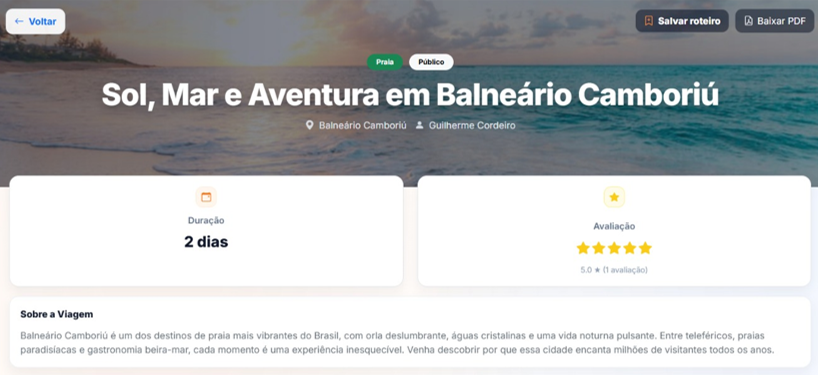 ← Voltar
Salvar roteiro
Baixar PDF
Praia
Público
Sol, Mar e Aventura em Balneário Camboriú
Balneário Camboriú
Guilherme Cordeiro
Duração
2 dias
Avaliação
5.0 ★ (1 avaliação)
Sobre a Viagem
Balneário Camboriú é um dos destinos de praia mais vibrantes do Brasil, com orla deslumbrante, águas cristalinas e uma vida noturna pulsante. Entre teleféricos, praias
paradisíacas e gastronomia beira-mar, cada momento é uma experiência inesquecível. Venha descobrir por que essa cidade encanta milhões de visitantes todos os anos.